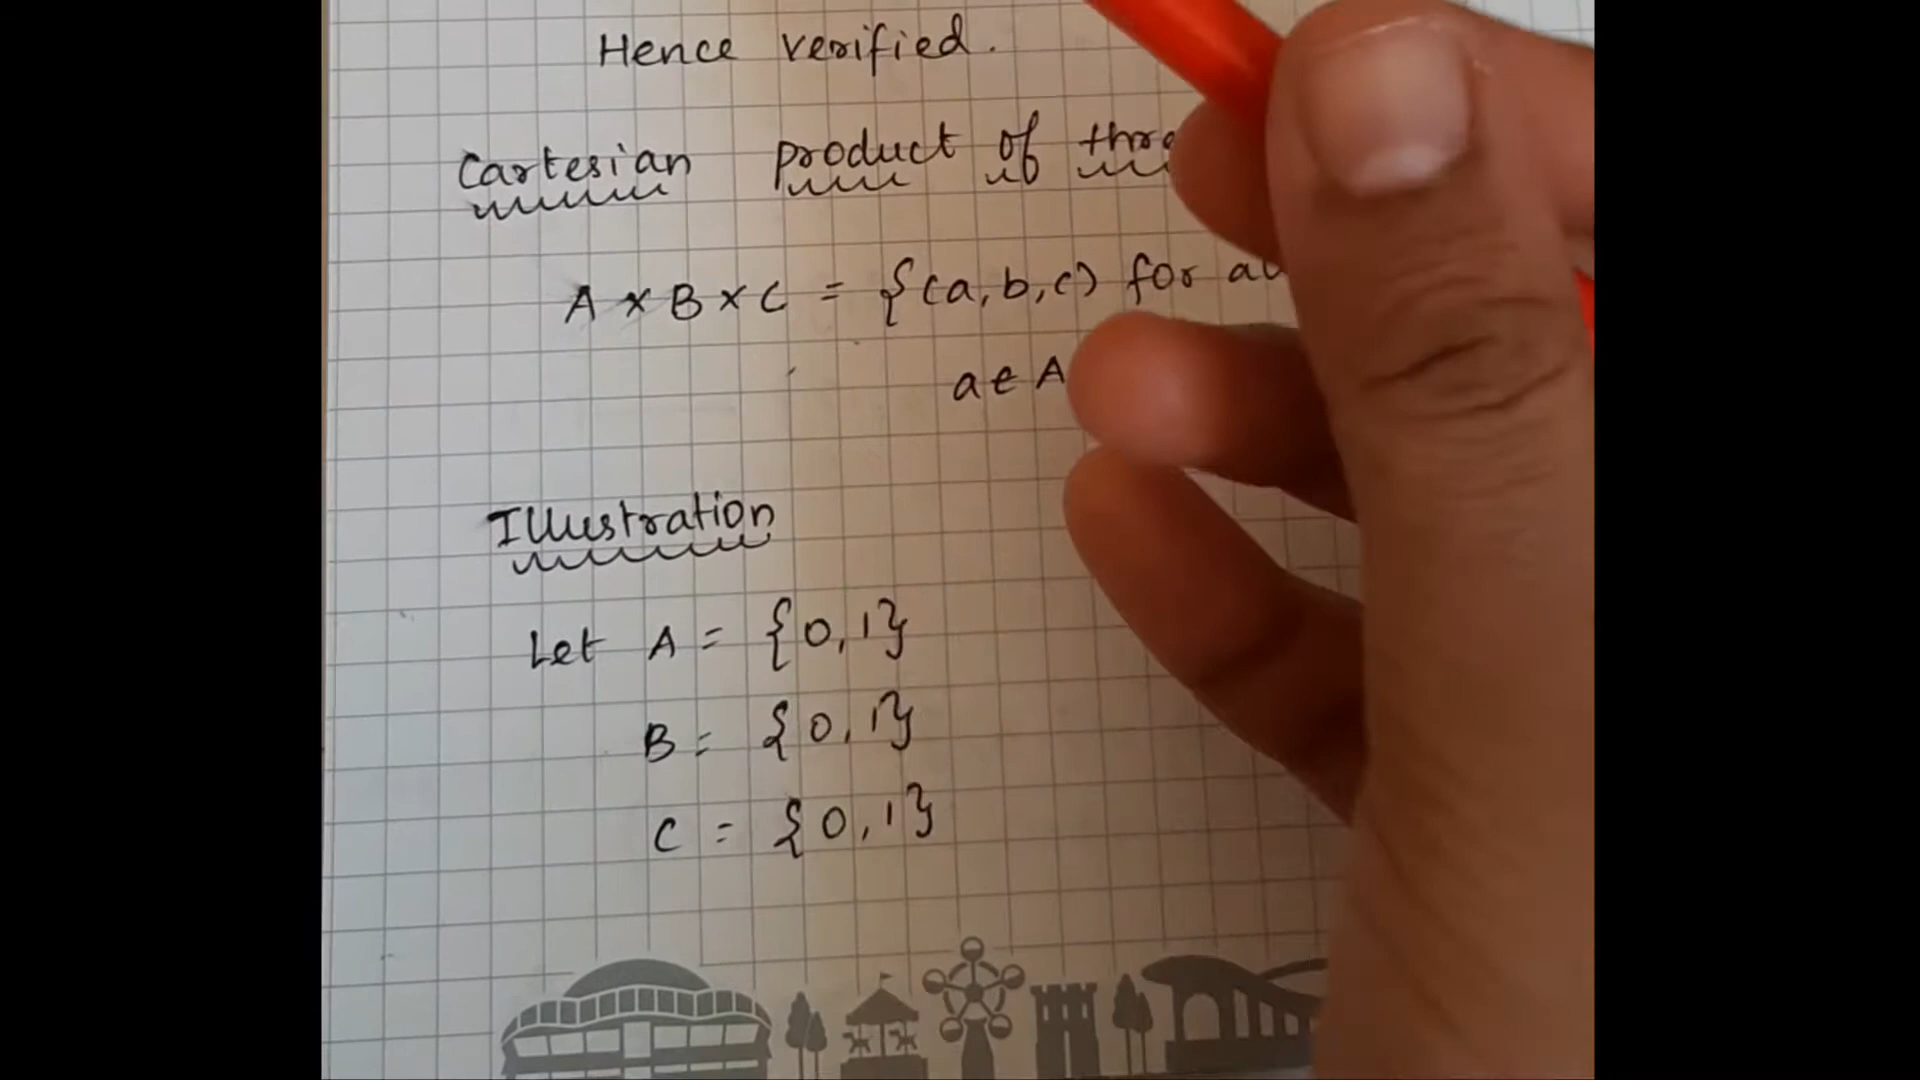 Hence verified.
Cartesian product of
A × B × C = {(a, b, c) for
a ∈ A
Illustration
Let A = {0, 1}
B = {0, 1}
C = {0, 1}